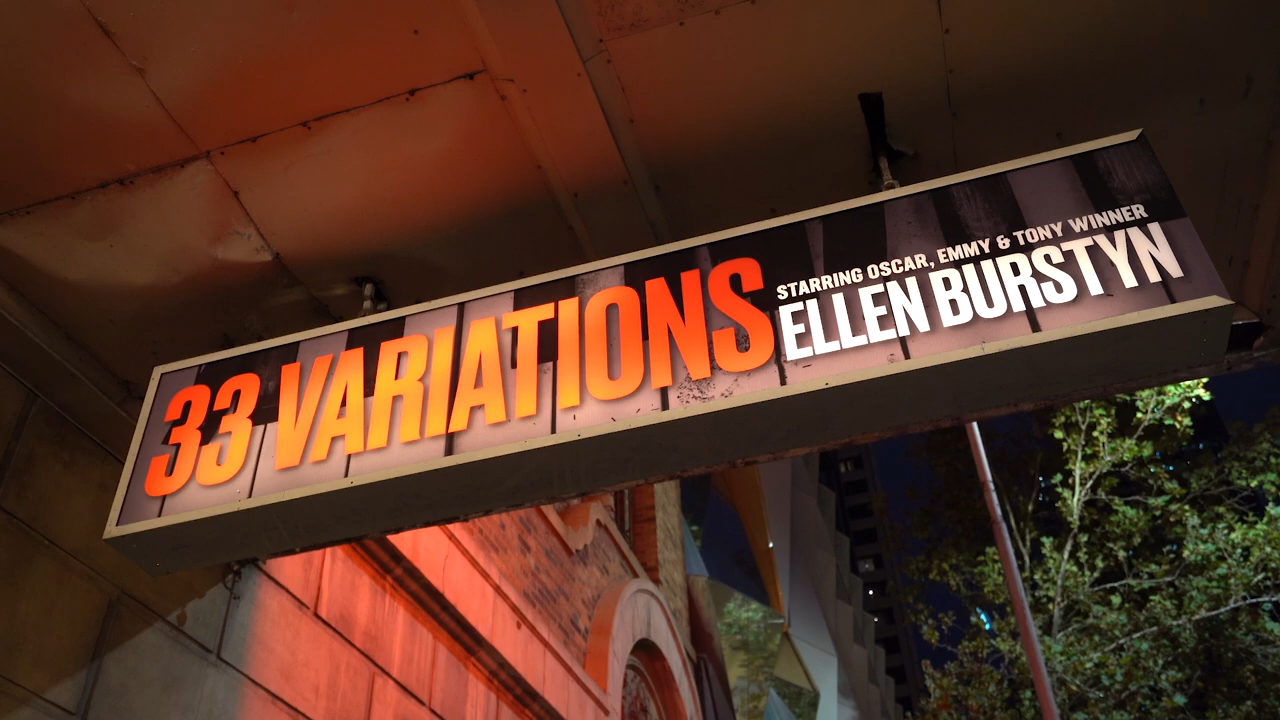 33 VARIATIONS
STARRING OSCAR, EMMY & TONY WINNER
ELLEN BURSTYN